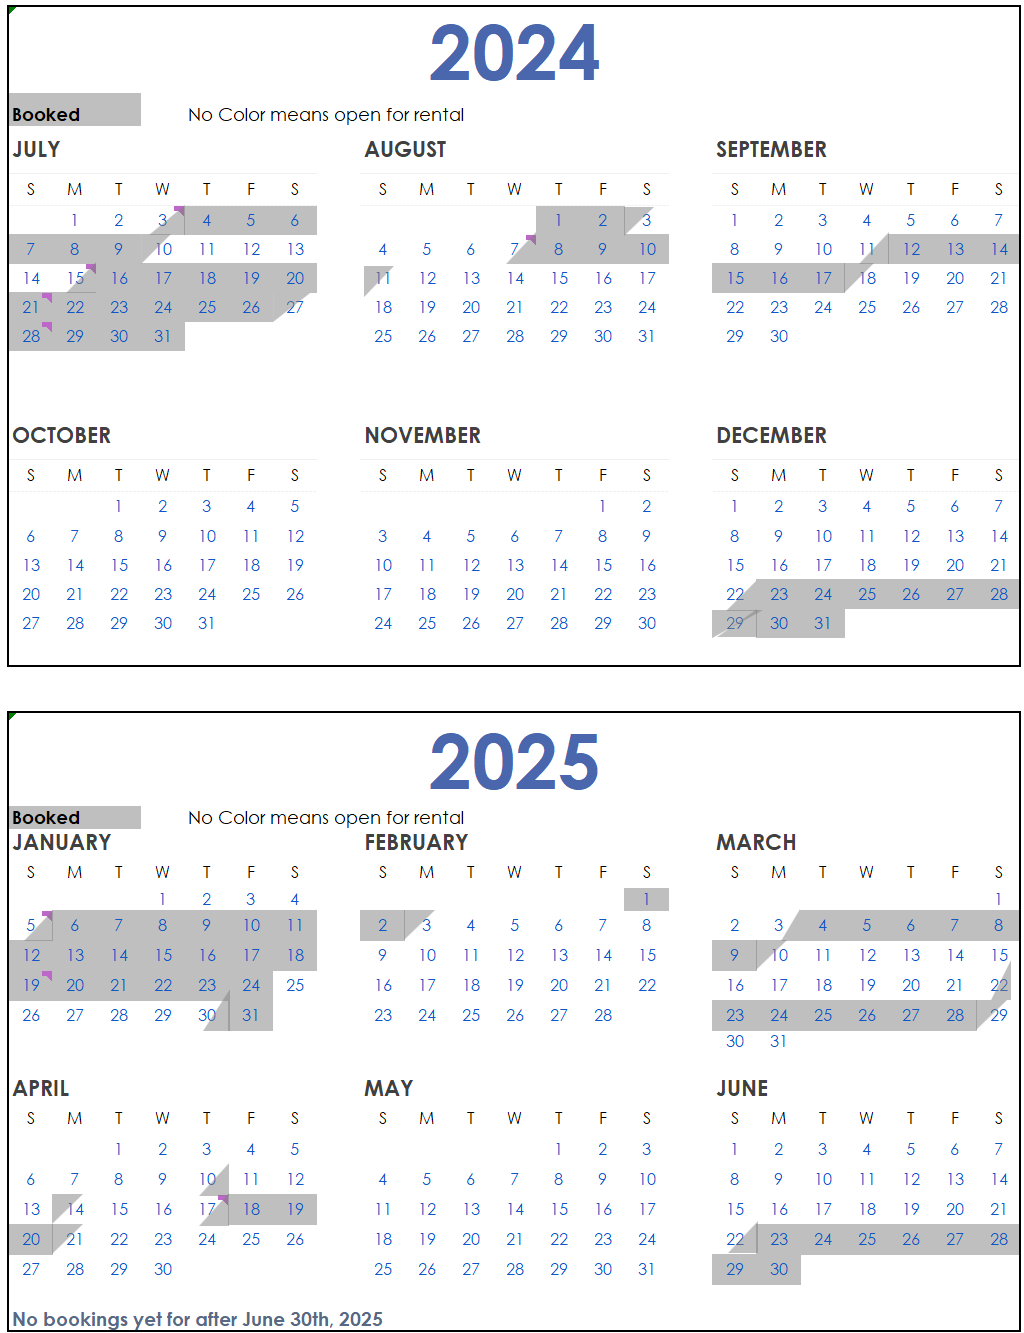 2024
Booked No Color means open for rental
JULY AUGUST SEPTEMBER
S M T W T F S S M T W T F S S M T W T F S
1 2 3 4 5 6 1 2 3 1 2 3 4 5 6 7
7 8 9 10 11 12 13 4 5 6 7 8 9 10 8 9 10 11 12 13 14
14 15 16 17 18 19 20 11 12 13 14 15 16 17 15 16 17 18 19 20 21
21 22 23 24 25 26 27 18 19 20 21 22 23 24 22 23 24 25 26 27 28
28 29 30 31 25 26 27 28 29 30 31 29 30
OCTOBER NOVEMBER DECEMBER
S M T W T F S S M T W T F S S M T W T F S
1 2 3 4 5 1 2 1 2 3 4 5 6 7
6 7 8 9 10 11 12 3 4 5 6 7 8 9 8 9 10 11 12 13 14
13 14 15 16 17 18 19 10 11 12 13 14 15 16 15 16 17 18 19 20 21
20 21 22 23 24 25 26 17 18 19 20 21 22 23 22 23 24 25 26 27 28
27 28 29 30 31 24 25 26 27 28 29 30 29 30 31
2025
Booked No Color means open for rental
JANUARY FEBRUARY MARCH
S M T W T F S S M T W T F S S M T W T F S
1 2 3 4 1 1
5 6 7 8 9 10 11 2 3 4 5 6 7 8 2 3 4 5 6 7 8
12 13 14 15 16 17 18 9 10 11 12 13 14 15 9 10 11 12 13 14 15
19 20 21 22 23 24 25 16 17 18 19 20 21 22 16 17 18 19 20 21 22
26 27 28 29 30 31 23 24 25 26 27 28 23 24 25 26 27 28 29
30 31
APRIL MAY JUNE
S M T W T F S S M T W T F S S M T W T F S
1 2 3 4 5 1 2 3 1 2 3 4 5 6 7
6 7 8 9 10 11 12 4 5 6 7 8 9 10 8 9 10 11 12 13 14
13 14 15 16 17 18 19 11 12 13 14 15 16 17 15 16 17 18 19 20 21
20 21 22 23 24 25 26 18 19 20 21 22 23 24 22 23 24 25 26 27 28
27 28 29 30 25 26 27 28 29 30 31 29 30
No bookings yet for after June 30th, 2025